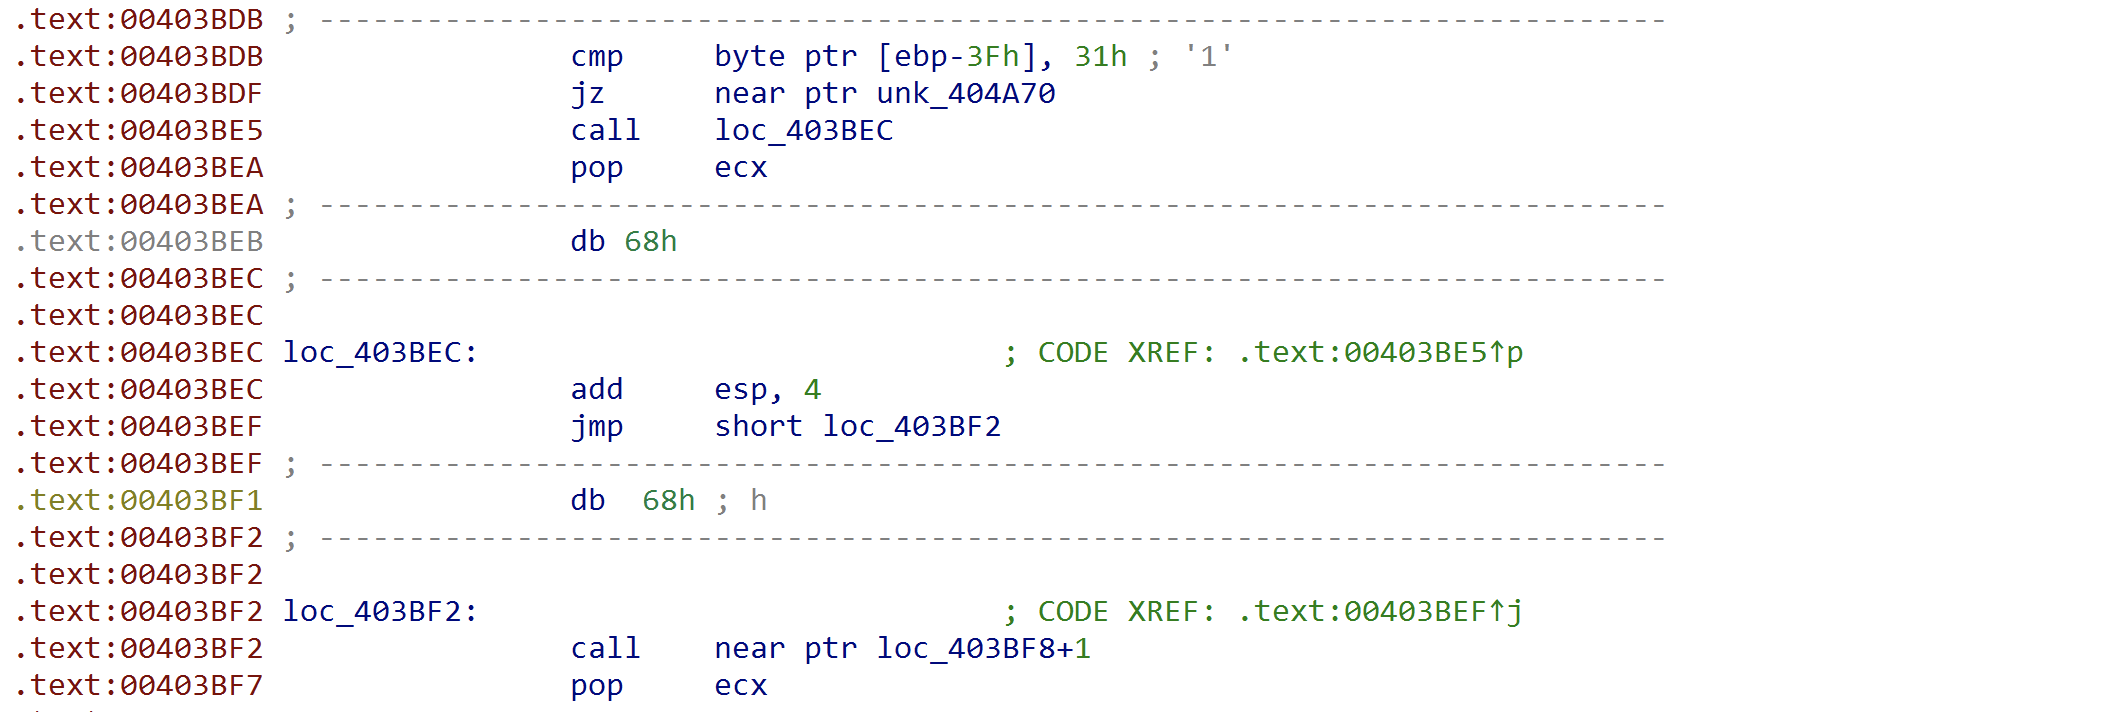 .text:00403BDB ; ---------------------------------------------------------------------------
.text:00403BDB                 cmp     byte ptr [ebp-3Fh], 31h ; '1'
.text:00403BDF                 jz      near ptr unk_404A70
.text:00403BE5                 call    loc_403BEC
.text:00403BEA                 pop     ecx
.text:00403BEA ; ---------------------------------------------------------------------------
.text:00403BEB                 db 68h
.text:00403BEC ; ---------------------------------------------------------------------------
.text:00403BEC
.text:00403BEC loc_403BEC:                             ; CODE XREF: .text:00403BE5↑p
.text:00403BEC                 add     esp, 4
.text:00403BEF                 jmp     short loc_403BF2
.text:00403BEF ; ---------------------------------------------------------------------------
.text:00403BF1                 db  68h ; h
.text:00403BF2 ; ---------------------------------------------------------------------------
.text:00403BF2
.text:00403BF2 loc_403BF2:                             ; CODE XREF: .text:00403BEF↑j
.text:00403BF2                 call    near ptr loc_403BF8+1
.text:00403BF7                 pop     ecx